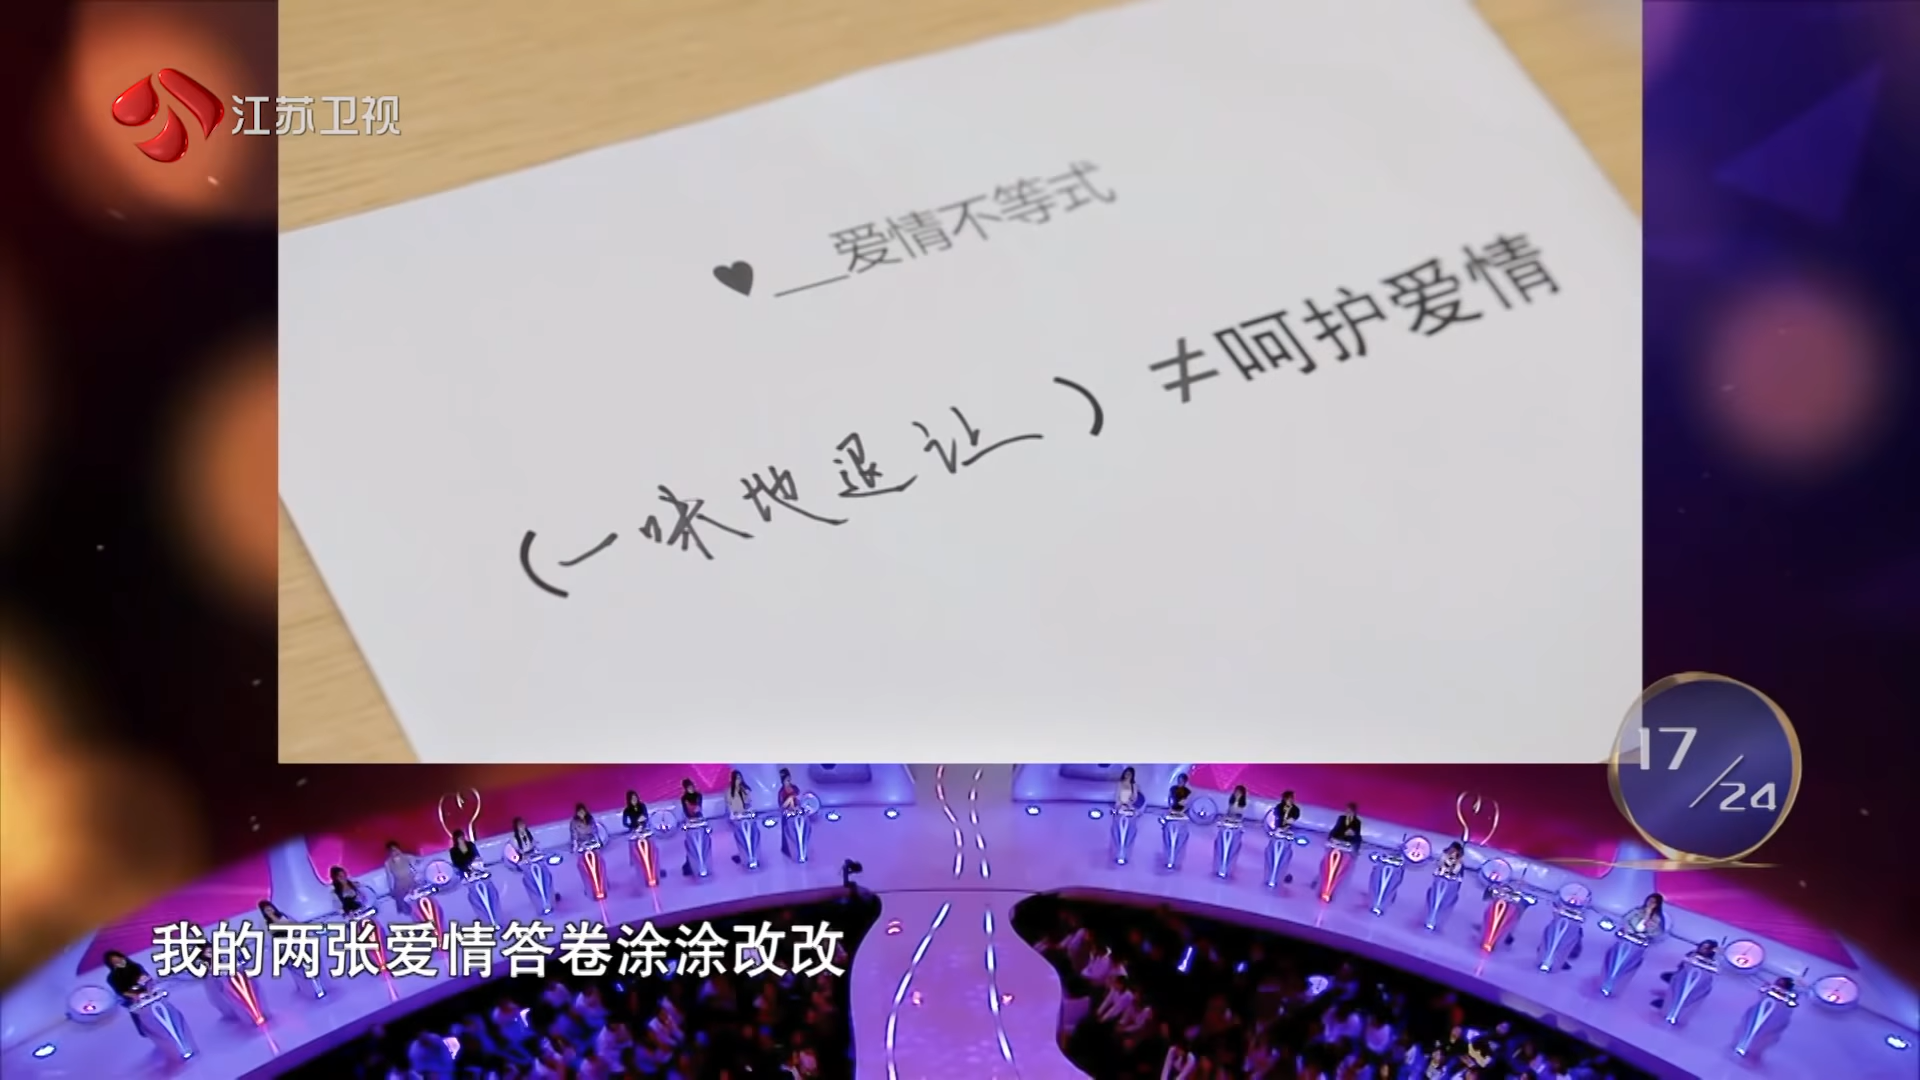 江苏卫视
♥ __爱情不等式
(一味地退让) ≠呵护爱情
17/24
我的两张爱情答卷涂涂改改